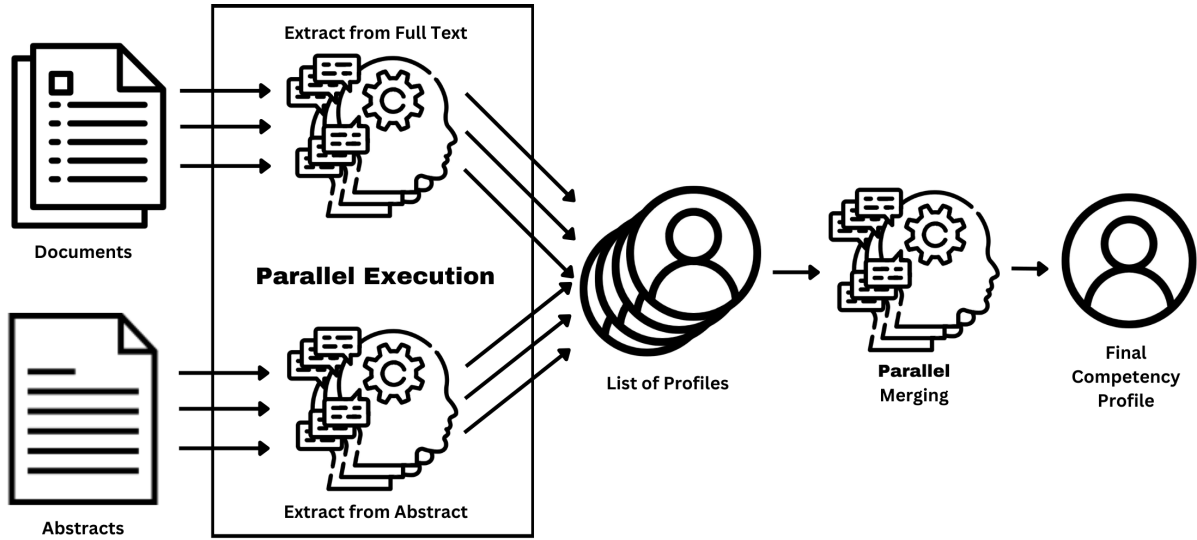 Extract from Full Text
Documents
Parallel Execution
Abstracts
Extract from Abstract
List of Profiles
Parallel
Merging
Final
Competency
Profile